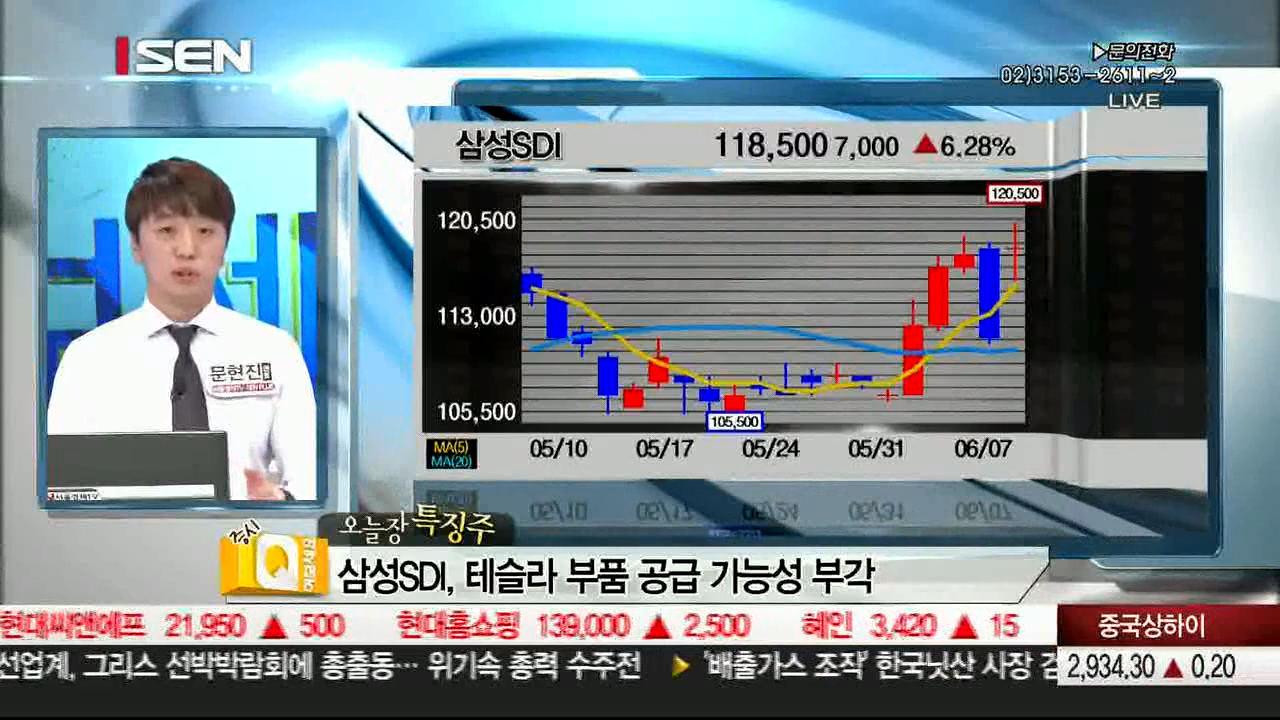 SEN
▶문의전화
02)3153-2611~2
LIVE
삼성SDI 118,500 7,000 ▲6.28%
120,500
120,500
113,000
105,500
105,500
MA(5)
MA(20)
05/10 05/17 05/24 05/31 06/07
문현진
오늘장 특징주
증시
Q
삼성SDI, 테슬라 부품 공급 가능성 부각
현대씨앤에프 21,950 ▲ 500 현대홈쇼핑 139,000 ▲ 2,500 혜인 3,420 ▲ 15
중국상하이
선업계, 그리스 선박박람회에 총출동… 위기속 총력 수주전 ▶ '배출가스 조작' 한국닛산 사장
2,934.30 ▲ 0.20